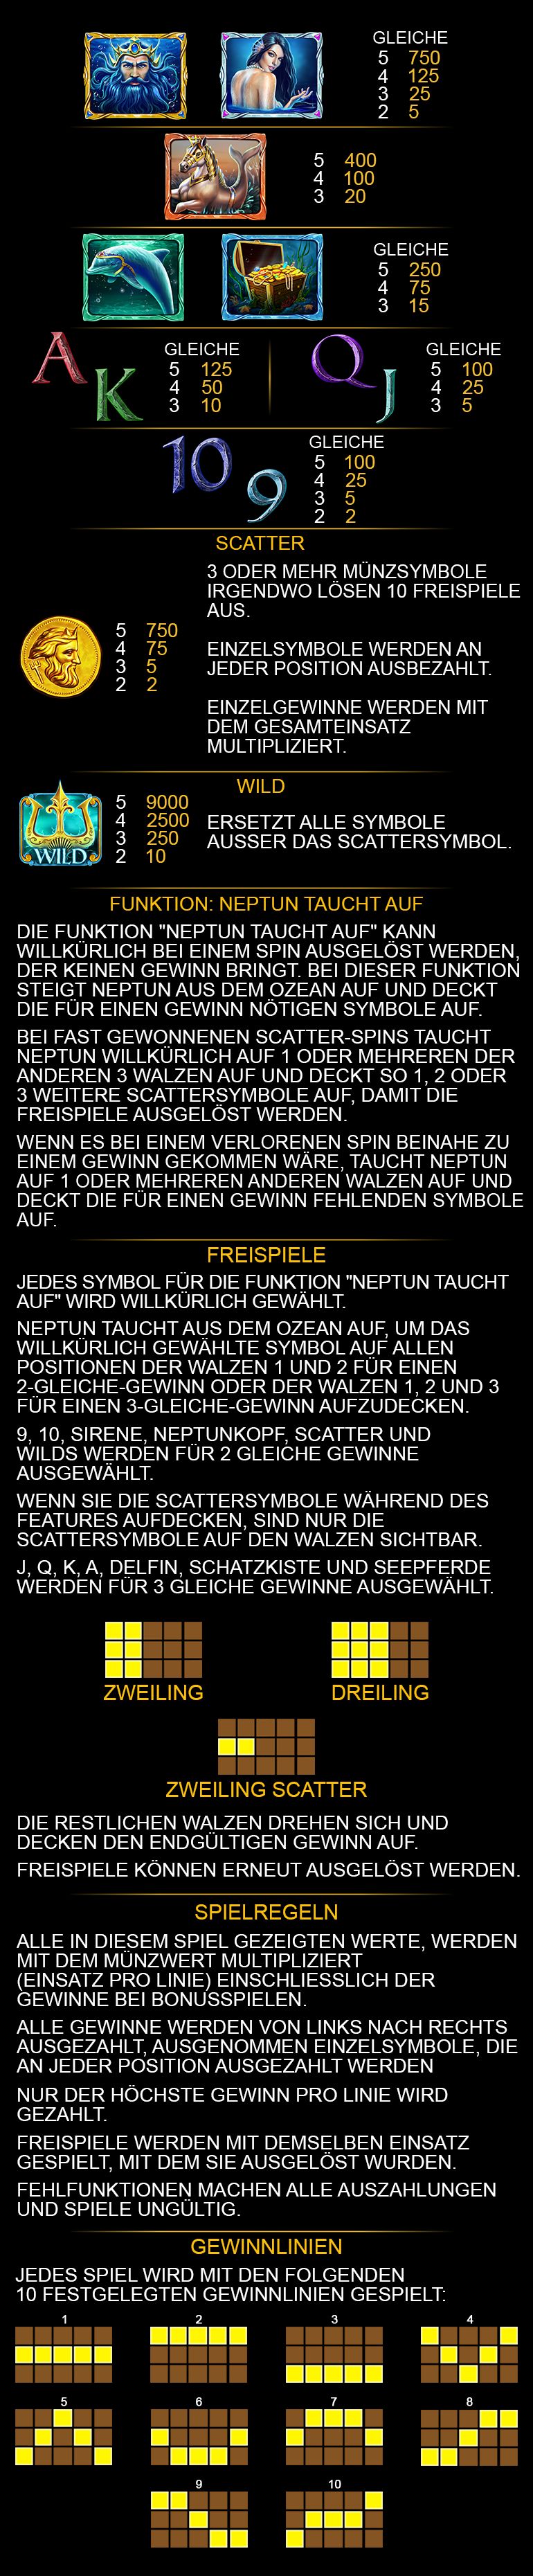 GLEICHE
5 750
4 125
3 25
2 5
5 400
4 100
3 20
GLEICHE
5 250
4 75
3 15
A K
GLEICHE
5 125
4 50
3 10
Q J
GLEICHE
5 100
4 25
3 5
10 9
GLEICHE
5 100
4 25
3 5
2 2
SCATTER
5 750
4 75
3 5
2 2
3 ODER MEHR MÜNZSYMBOLE
IRGENDWO LÖSEN 10 FREISPIELE
AUS.
EINZELSYMBOLE WERDEN AN
JEDER POSITION AUSBEZAHLT.
EINZELGEWINNE WERDEN MIT
DEM GESAMTEINSATZ
MULTIPLIZIERT.
WILD
WILD
5 9000
4 2500
3 250
2 10
ERSETZT ALLE SYMBOLE
AUSSER DAS SCATTERSYMBOL.
FUNKTION: NEPTUN TAUCHT AUF
DIE FUNKTION "NEPTUN TAUCHT AUF" KANN
WILLKÜRLICH BEI EINEM SPIN AUSGELÖST WERDEN,
DER KEINEN GEWINN BRINGT. BEI DIESER FUNKTION
STEIGT NEPTUN AUS DEM OZEAN AUF UND DECKT
DIE FÜR EINEN GEWINN NÖTIGEN SYMBOLE AUF.
BEI FAST GEWONNENEN SCATTER-SPINS TAUCHT
NEPTUN WILLKÜRLICH AUF 1 ODER MEHREREN DER
ANDEREN 3 WALZEN AUF UND DECKT SO 1, 2 ODER
3 WEITERE SCATTERSYMBOLE AUF, DAMIT DIE
FREISPIELE AUSGELÖST WERDEN.
WENN ES BEI EINEM VERLORENEN SPIN BEINAHE ZU
EINEM GEWINN GEKOMMEN WÄRE, TAUCHT NEPTUN
AUF 1 ODER MEHREREN ANDEREN WALZEN AUF UND
DECKT DIE FÜR EINEN GEWINN FEHLENDEN SYMBOLE
AUF.
FREISPIELE
JEDES SYMBOL FÜR DIE FUNKTION "NEPTUN TAUCHT
AUF" WIRD WILLKÜRLICH GEWÄHLT.
NEPTUN TAUCHT AUS DEM OZEAN AUF, UM DAS
WILLKÜRLICH GEWÄHLTE SYMBOL AUF ALLEN
POSITIONEN DER WALZEN 1 UND 2 FÜR EINEN
2-GLEICHE-GEWINN ODER DER WALZEN 1, 2 UND 3
FÜR EINEN 3-GLEICHE-GEWINN AUFZUDECKEN.
9, 10, SIRENE, NEPTUNKOPF, SCATTER UND
WILDS WERDEN FÜR 2 GLEICHE GEWINNE
AUSGEWÄHLT.
WENN SIE DIE SCATTERSYMBOLE WÄHREND DES
FEATURES AUFDECKEN, SIND NUR DIE
SCATTERSYMBOLE AUF DEN WALZEN SICHTBAR.
J, Q, K, A, DELFIN, SCHATZKISTE UND SEEPFERDE
WERDEN FÜR 3 GLEICHE GEWINNE AUSGEWÄHLT.
ZWEILING
DREILING
ZWEILING SCATTER
DIE RESTLICHEN WALZEN DREHEN SICH UND
DECKEN DEN ENDGÜLTIGEN GEWINN AUF.
FREISPIELE KÖNNEN ERNEUT AUSGELÖST WERDEN.
SPIELREGELN
ALLE IN DIESEM SPIEL GEZEIGTEN WERTE, WERDEN
MIT DEM MÜNZWERT MULTIPLIZIERT
(EINSATZ PRO LINIE) EINSCHLIESSLICH DER
GEWINNE BEI BONUSSPIELEN.
ALLE GEWINNE WERDEN VON LINKS NACH RECHTS
AUSGEZAHLT, AUSGENOMMEN EINZELSYMBOLE, DIE
AN JEDER POSITION AUSGEZAHLT WERDEN
NUR DER HÖCHSTE GEWINN PRO LINIE WIRD
GEZAHLT.
FREISPIELE WERDEN MIT DEMSELBEN EINSATZ
GESPIELT, MIT DEM SIE AUSGELÖST WURDEN.
FEHLFUNKTIONEN MACHEN ALLE AUSZAHLUNGEN
UND SPIELE UNGÜLTIG.
GEWINNLINIEN
JEDES SPIEL WIRD MIT DEN FOLGENDEN
10 FESTGELEGTEN GEWINNLINIEN GESPIELT:
1 2 3 4
5 6 7 8
9 10